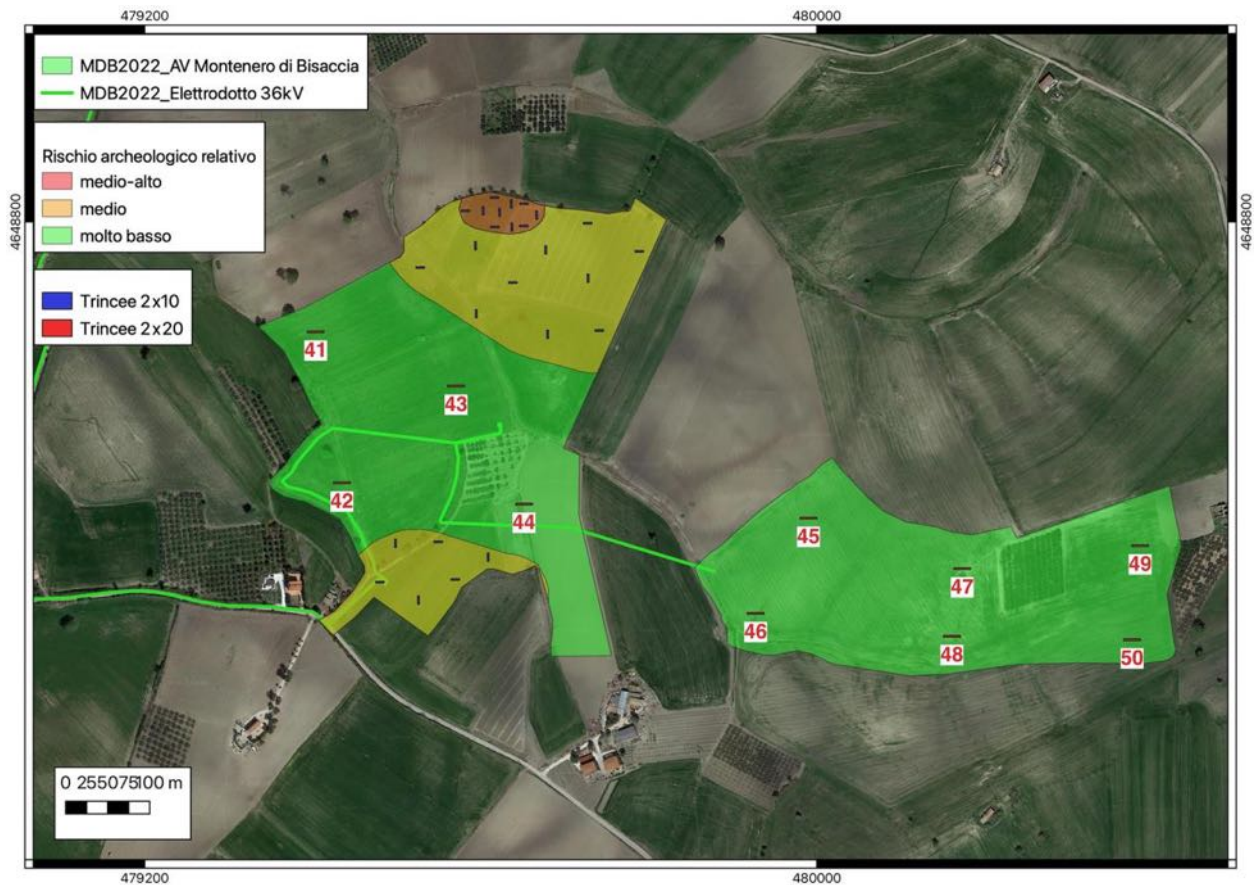 479200
480000
MDB2022_AV Montenero di Bisaccia
MDB2022_Elettrodotto 36kV
Rischio archeologico relativo
medio-alto
medio
molto basso
4648800
4648800
Trincee 2x10
Trincee 2x20
41
43
42
44
45
49
47
46
48
50
0 255075100 m
479200
480000